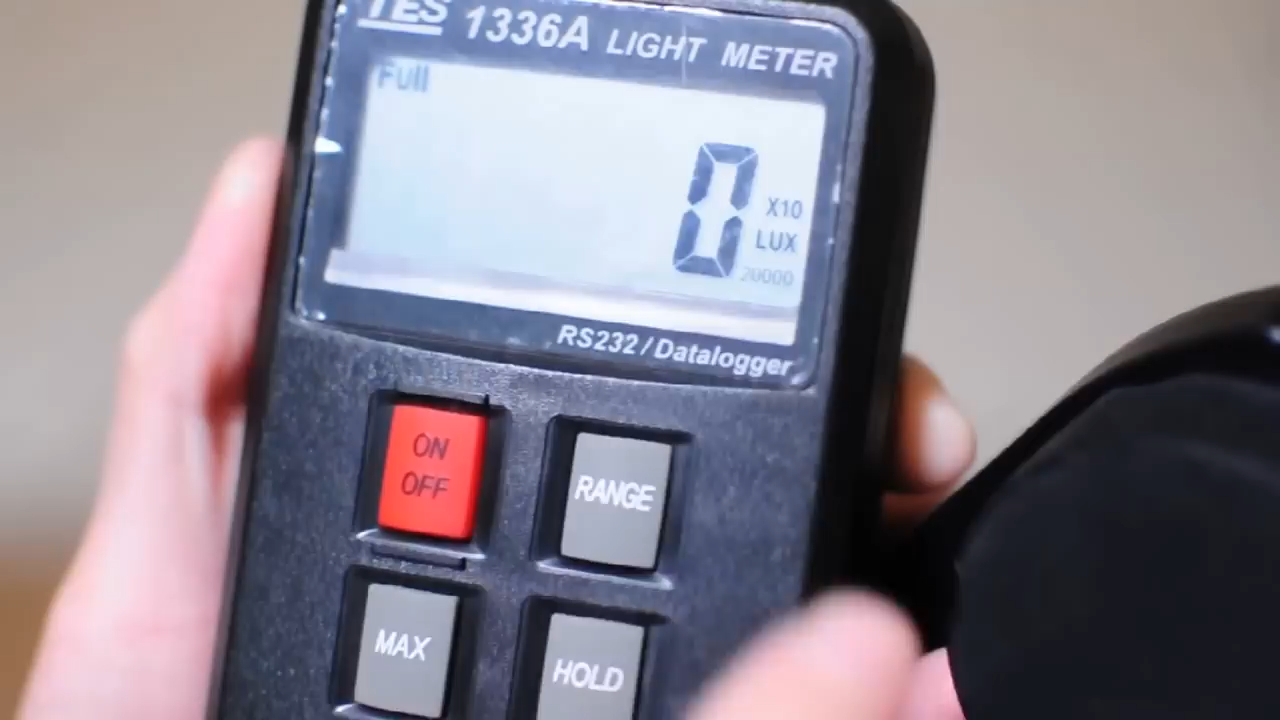 TES 1336A LIGHT METER
Full
0
X10
LUX
20000
RS232 / Datalogger
ON
OFF
RANGE
MAX
HOLD